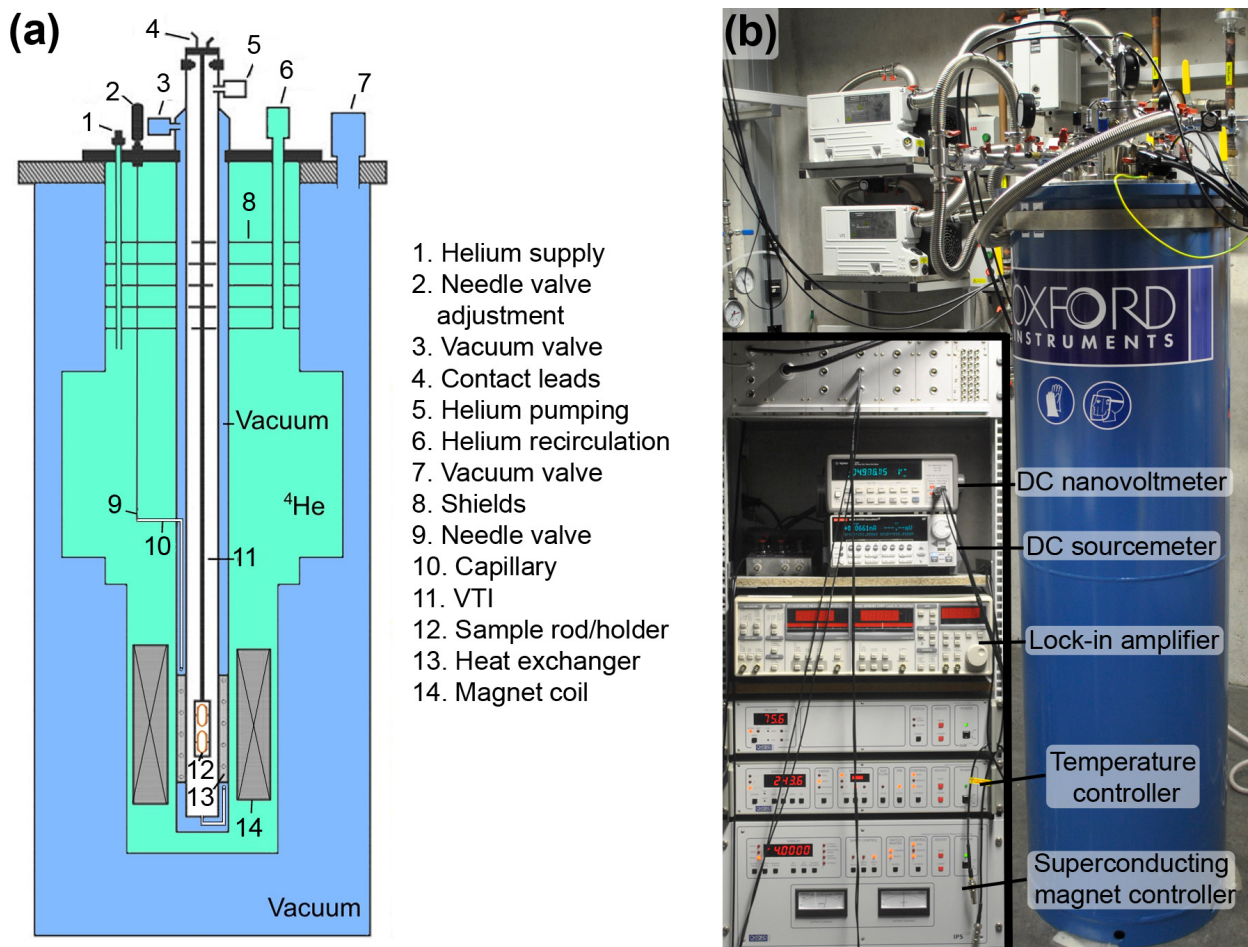 (a)
4
5
3
6
2
7
1
8
Vacuum
⁴He
9
10
11
12
13
14
Vacuum
1. Helium supply
2. Needle valve
adjustment
3. Vacuum valve
4. Contact leads
5. Helium pumping
6. Helium recirculation
7. Vacuum valve
8. Shields
9. Needle valve
10. Capillary
11. VTI
12. Sample rod/holder
13. Heat exchanger
14. Magnet coil
(b)
OXFORD
INSTRUMENTS
DC nanovoltmeter
DC sourcemeter
Lock-in amplifier
75.6
243.6
Temperature
controller
4.0000
Superconducting
magnet controller
IPS